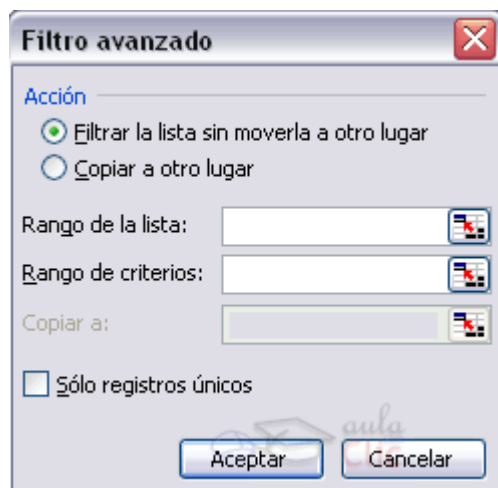 Filtro avanzado
Acción
Filtrar la lista sin moverla a otro lugar
Copiar a otro lugar
Rango de la lista:
Rango de criterios:
Copiar a:
Sólo registros únicos
aula
Clic
Aceptar
Cancelar